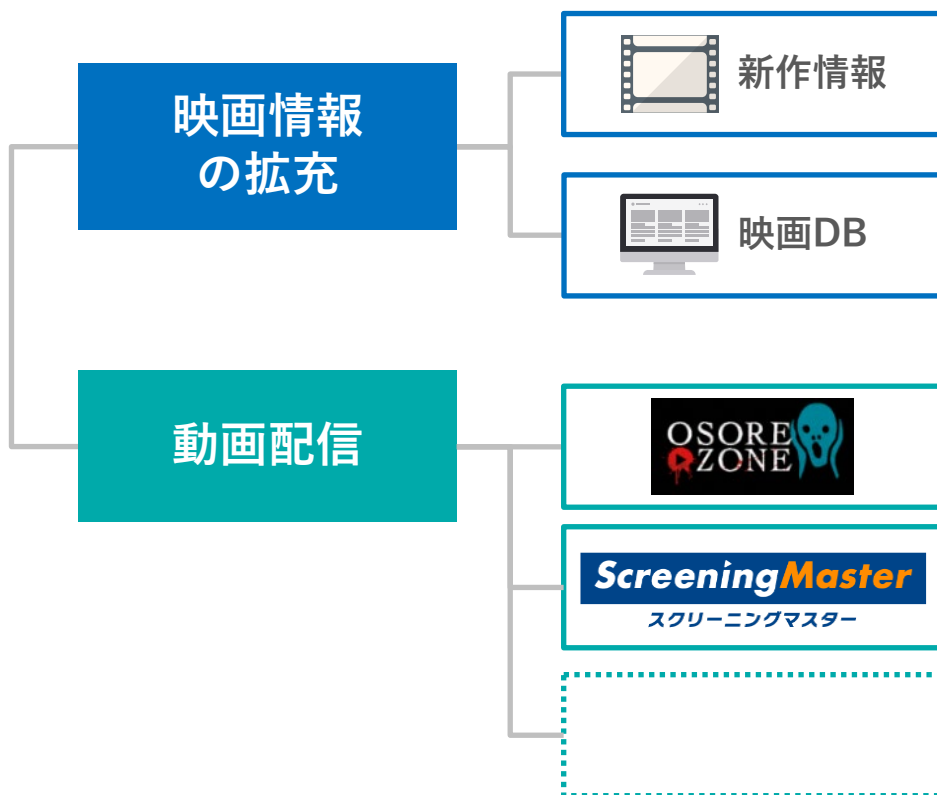 映画情報
の拡充
新作情報
映画DB
動画配信
OSORE
ZONE
ScreeningMaster
スクリーニングマスター